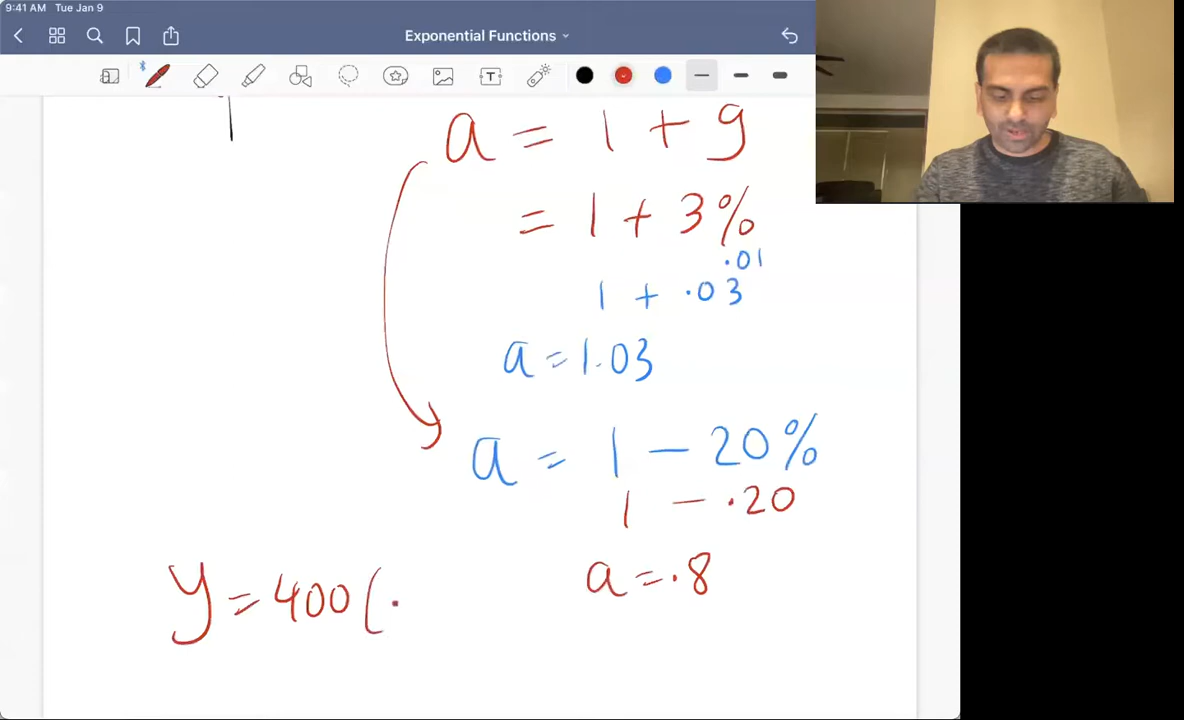 9:41 AM Tue Jan 9
Exponential Functions
a = 1 + g
= 1 + 3%
.01
1 + .03
a = 1.03
a = 1 - 20%
1 - .20
a = .8
y = 400 ( .